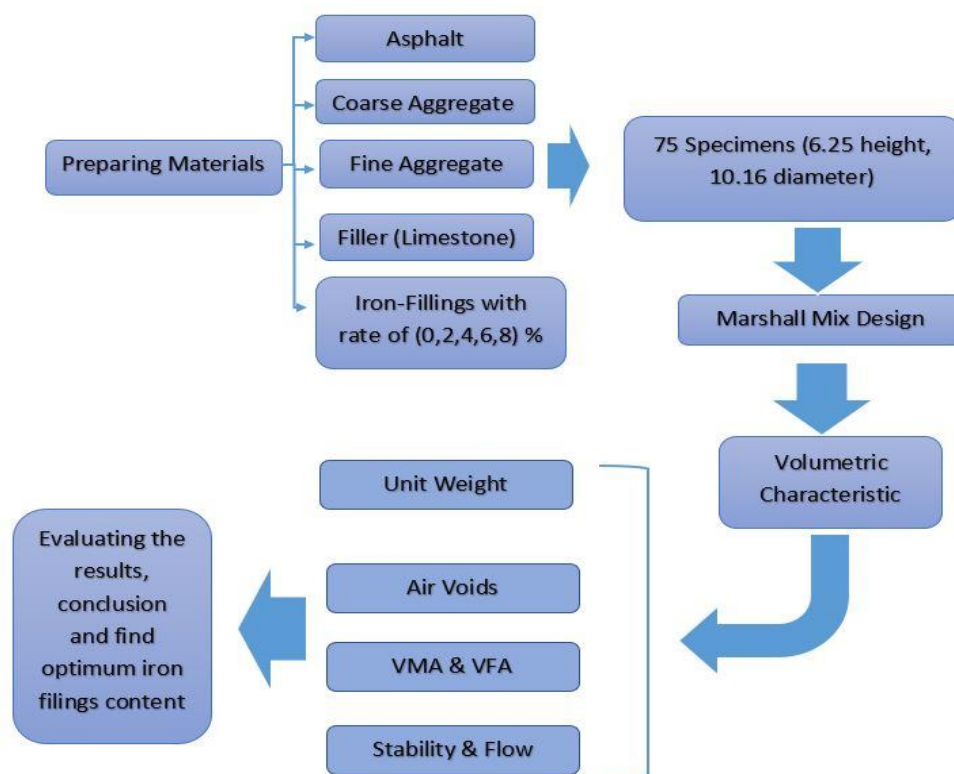 Preparing Materials
Asphalt
Coarse Aggregate
Fine Aggregate
Filler (Limestone)
Iron-Fillings with
rate of (0,2,4,6,8) %
75 Specimens (6.25 height,
10.16 diameter)
Marshall Mix Design
Volumetric
Characteristic
Unit Weight
Air Voids
VMA & VFA
Stability & Flow
Evaluating the
results,
conclusion
and find
optimum iron
filings content